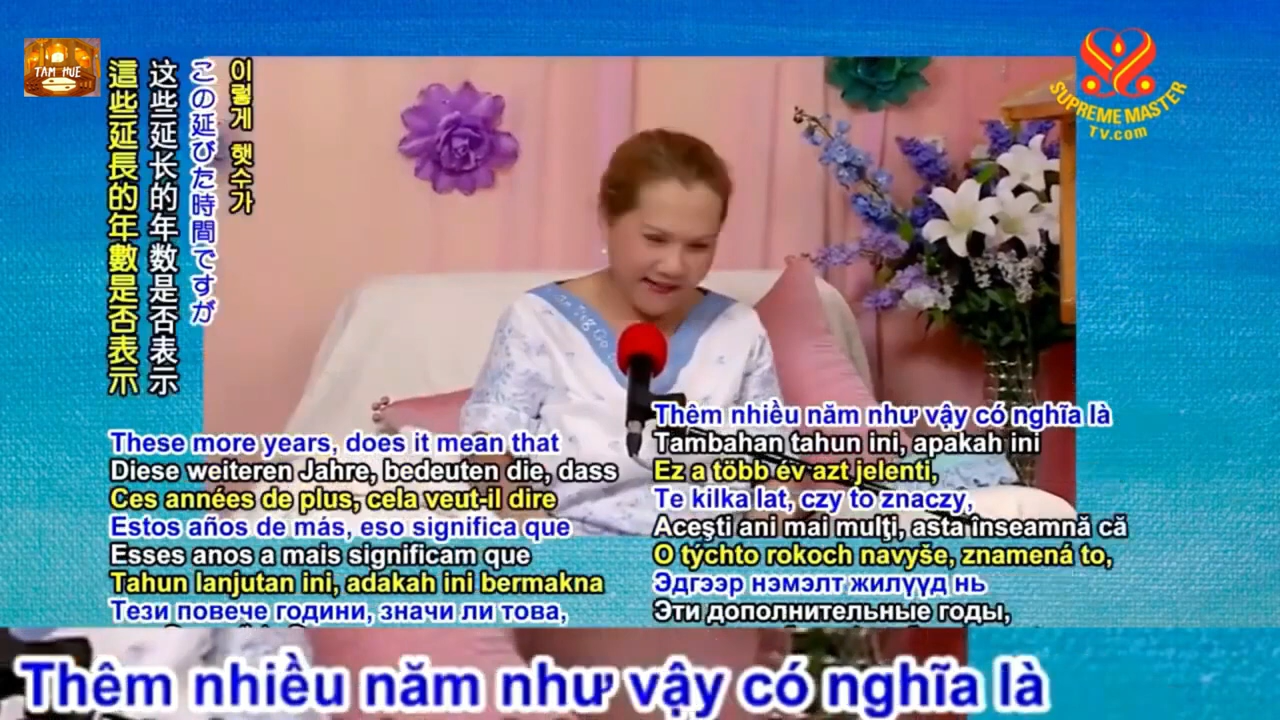 TAM HUE
SUPREME MASTER
TV.com
이렇게 햇수가
この延びた時間ですが
这些延长的年数是否表示
這些延長的年數是否表示
These more years, does it mean that
Diese weiteren Jahre, bedeuten die, dass
Ces années de plus, cela veut-il dire
Estos años de más, eso significa que
Esses anos a mais significam que
Tahun lanjutan ini, adakah ini bermakna
Тези повече години, значи ли това,
Thêm nhiều năm như vậy có nghĩa là
Tambahan tahun ini, apakah ini
Ez a több év azt jelenti,
Te kilka lat, czy to znaczy,
Aceşti ani mai mulţi, asta înseamnă că
O týchto rokoch navyše, znamená to,
Эдгээр нэмэлт жилүүд нь
Эти дополнительные годы,
Thêm nhiều năm như vậy có nghĩa là